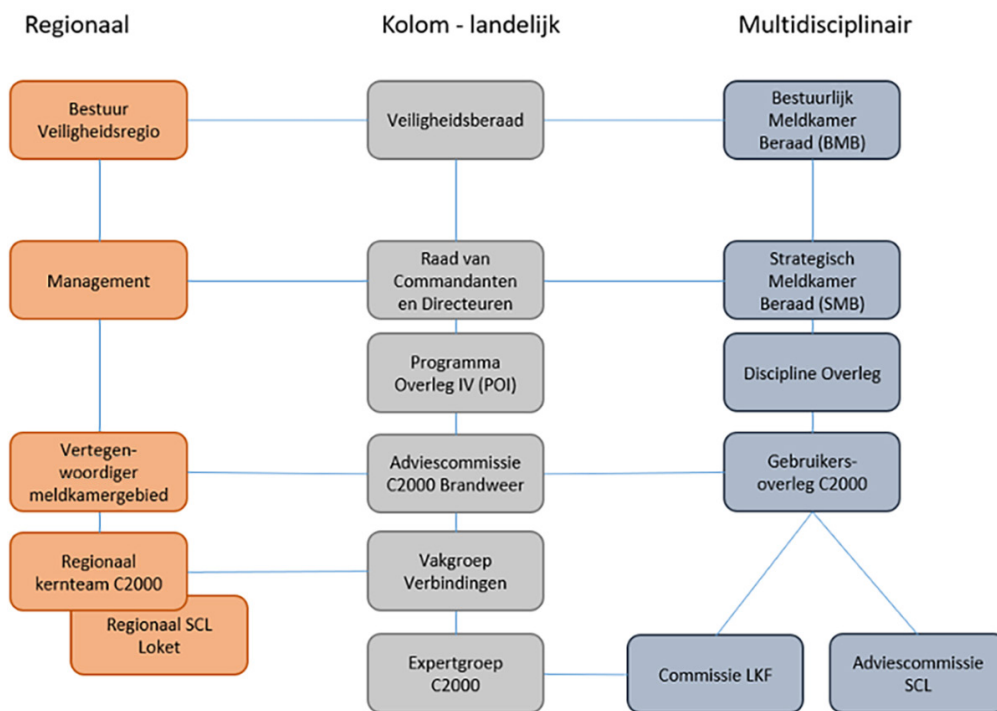 Regionaal
Kolom - landelijk
Multidisciplinair
Bestuur
Veiligheidsregio
Veiligheidsberaad
Bestuurlijk
Meldkamer
Beraad (BMB)
Management
Raad van
Commandanten
en Directeuren
Strategisch
Meldkamer
Beraad (SMB)
Programma
Overleg IV (POI)
Discipline Overleg
Vertegen-
woordiger
meldkamergebied
Adviescommissie
C2000 Brandweer
Gebruikers-
overleg C2000
Regionaal
kernteam C2000
Vakgroep
Verbindingen
Regionaal SCL
Loket
Expertgroep
C2000
Commissie LKF
Adviescommissie
SCL